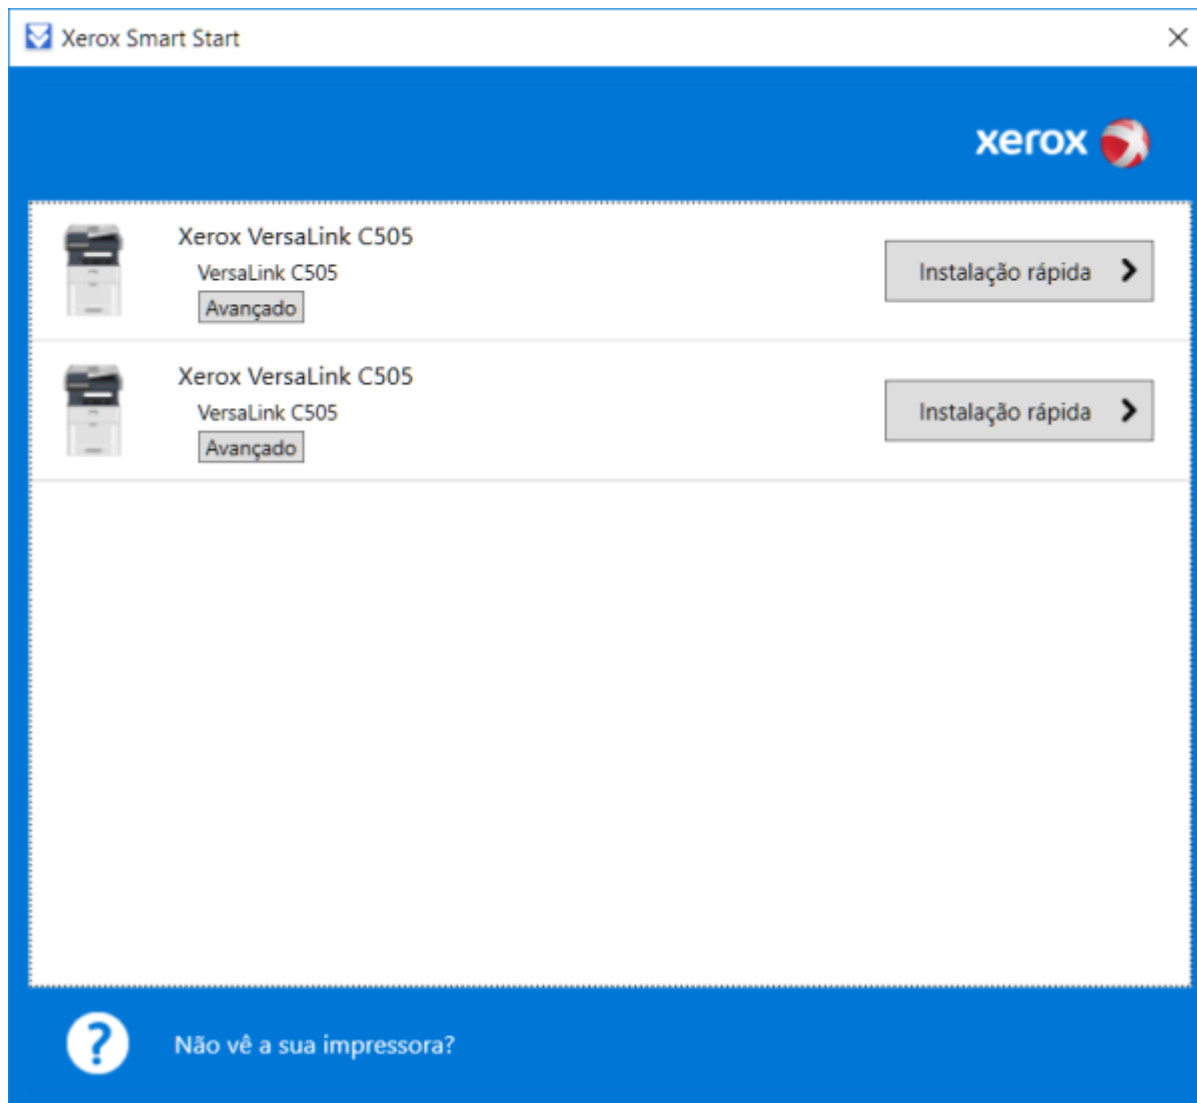 Xerox Smart Start
xerox
Xerox VersaLink C505
VersaLink C505
Avançado
Instalação rápida
Xerox VersaLink C505
VersaLink C505
Avançado
Instalação rápida
?
Não vê a sua impressora?